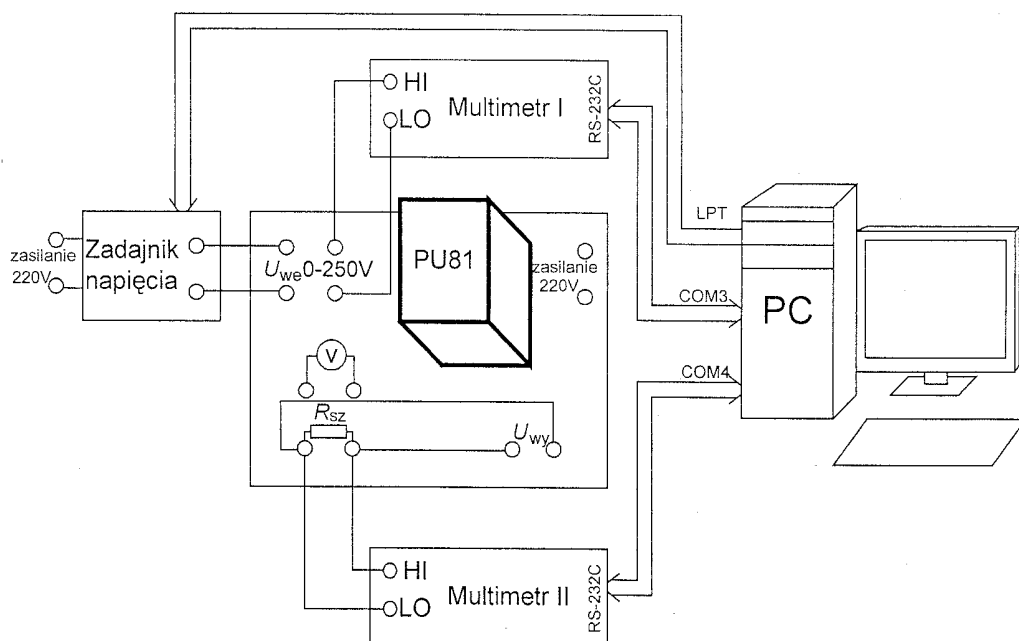 HI
LO
Multimetr I
RS-232C
LPT
zasilanie
220V
Zadajnik
napięcia
Uwe0-250V
PU81
zasilanie
220V
COM3
PC
COM4
V
Rsz
Uwy
HI
LO
Multimetr II
RS-232C